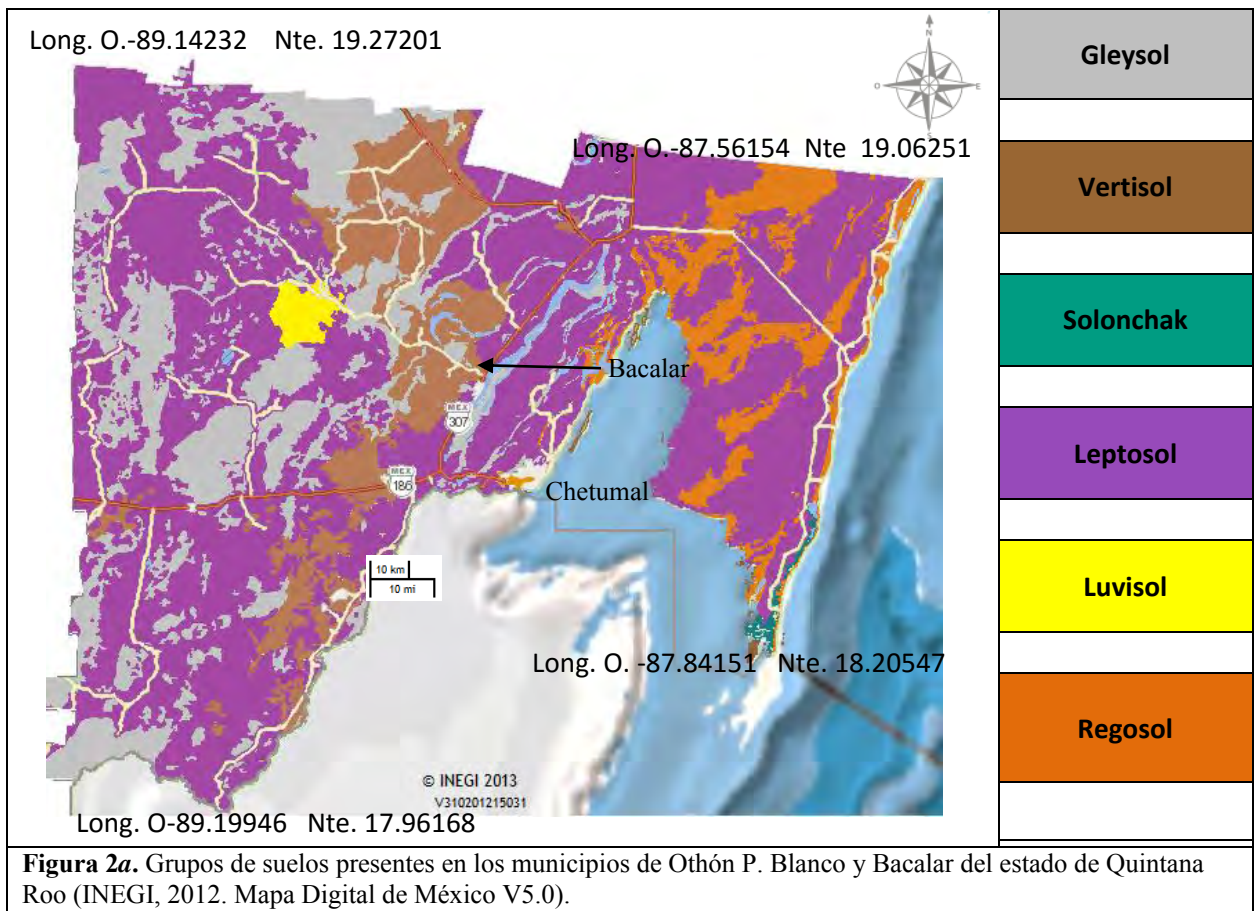 Long. O.-89.14232 Nte. 19.27201
N
O
E
S
Long. O.-87.56154 Nte 19.06251
Bacalar
MEX
307
MEX
186
Chetumal
10 km
10 mi
Long. O. -87.84151 Nte. 18.20547
© INEGI 2013
V310201215031
Long. O-89.19946 Nte. 17.96168
Gleysol
Vertisol
Solonchak
Leptosol
Luvisol
Regosol
Figura 2a. Grupos de suelos presentes en los municipios de Othón P. Blanco y Bacalar del estado de Quintana
Roo (INEGI, 2012. Mapa Digital de México V5.0).